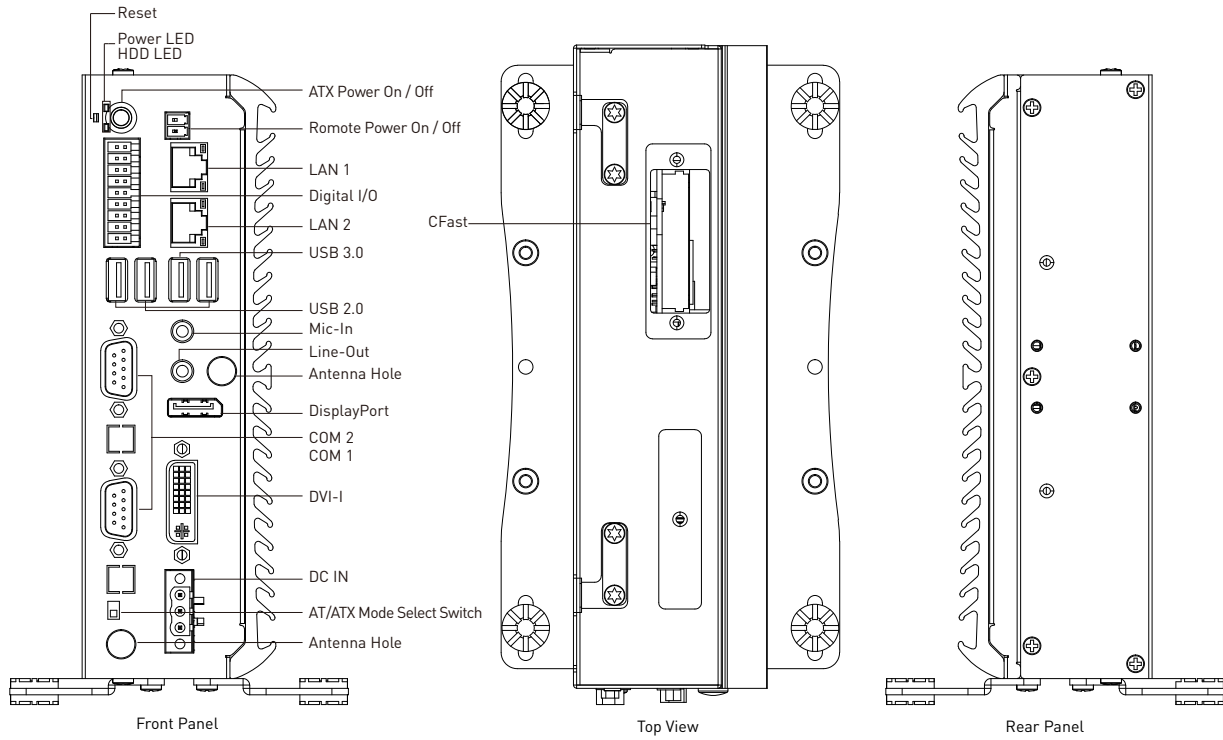 Reset
Power LED
HDD LED
ATX Power On / Off
Romote Power On / Off
LAN 1
Digital I/O
LAN 2
USB 3.0
USB 2.0
Mic-In
Line-Out
Antenna Hole
DisplayPort
COM 2
COM 1
DVI-I
DC IN
AT/ATX Mode Select Switch
Antenna Hole
Front Panel
CFast
Top View
Rear Panel